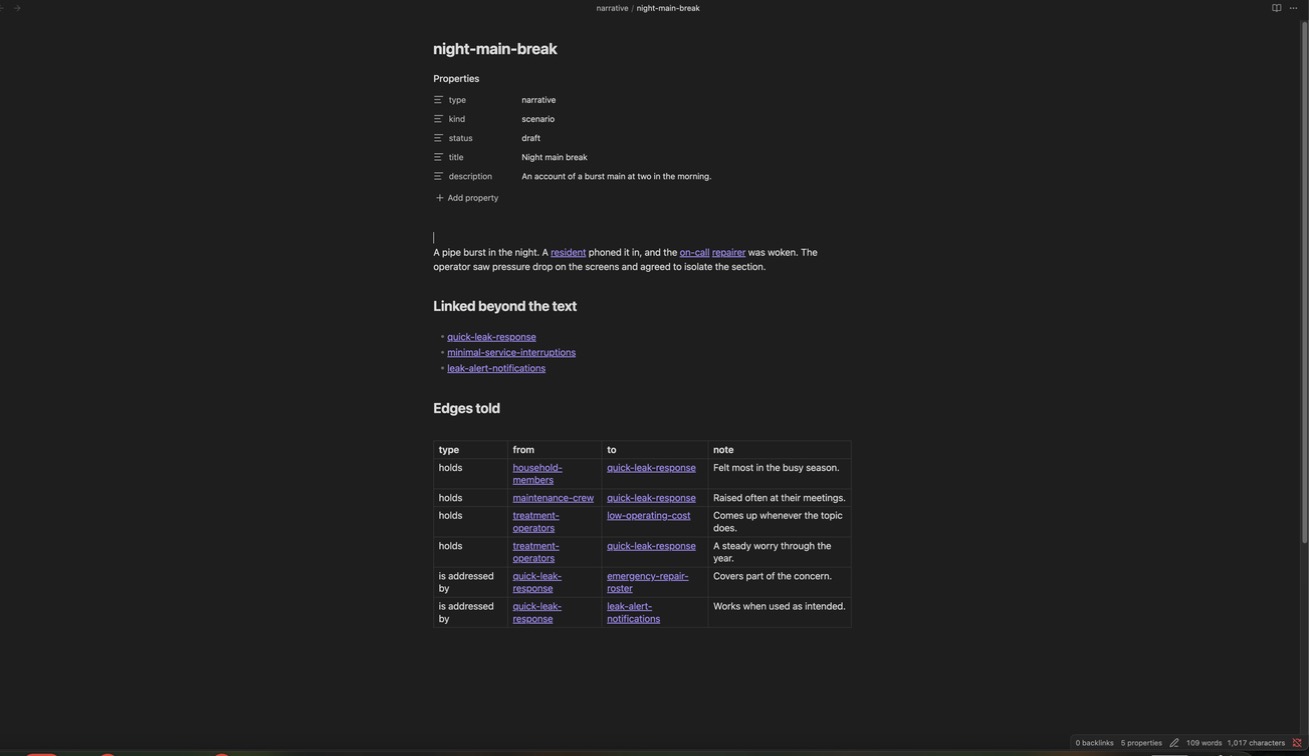 narrative / night-main-break
night-main-break
Properties
type narrative
kind scenario
status draft
title Night main break
description An account of a burst main at two in the morning.
Add property
A pipe burst in the night. A resident phoned it in, and the on-call repairer was woken. The
operator saw pressure drop on the screens and agreed to isolate the section.
Linked beyond the text
quick-leak-response
minimal-service-interruptions
leak-alert-notifications
Edges told
type from to note
holds household- quick-leak-response Felt most in the busy season.
members
holds maintenance-crew quick-leak-response Raised often at their meetings.
holds treatment- low-operating-cost Comes up whenever the topic
operators does.
holds treatment- quick-leak-response A steady worry through the
operators year.
is addressed quick-leak- emergency-repair- Covers part of the concern.
by response roster
is addressed quick-leak- leak-alert- Works when used as intended.
by response notifications
0 backlinks 5 properties 109 words 1,017 characters